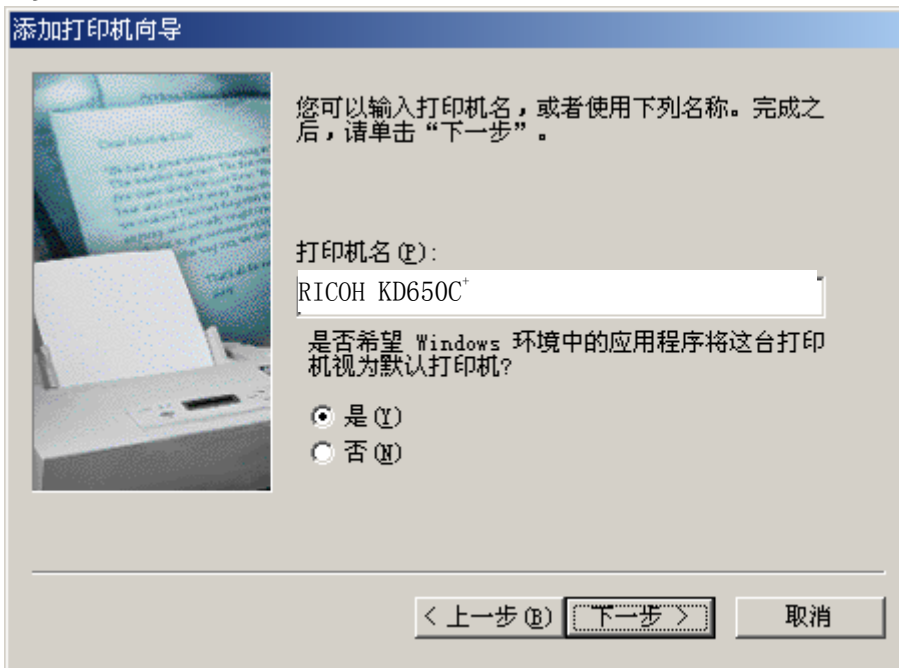 添加打印机向导
您可以输入打印机名，或者使用下列名称。完成之
后，请单击“下一步”。
打印机名(P):
RICOH KD650C+
是否希望 Windows 环境中的应用程序将这台打印
机视为默认打印机?
是(Y)
否(N)
< 上一步(B)
下一步 >
取消